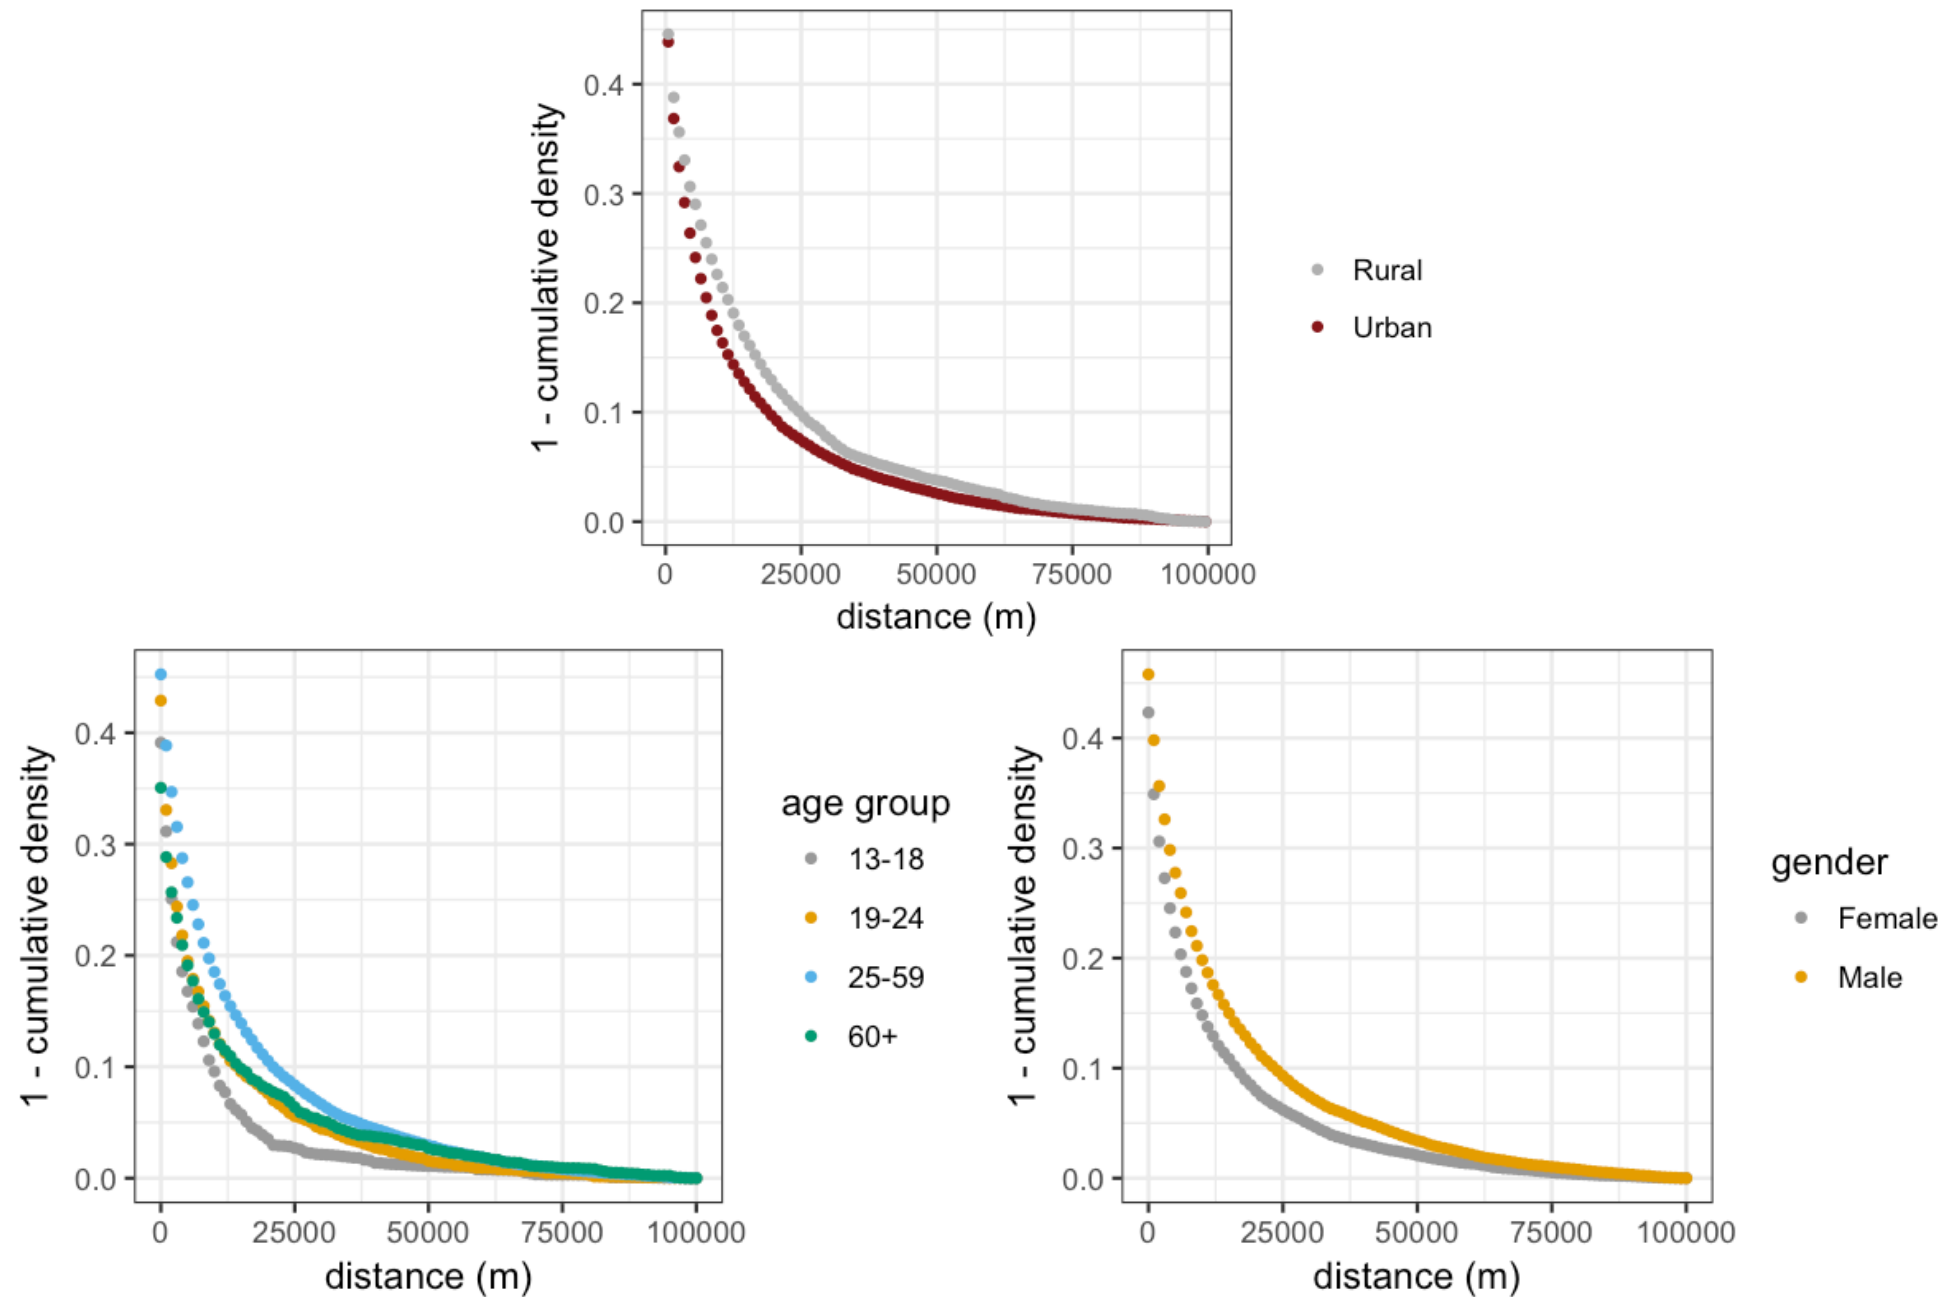 1 - cumulative density
0.4
0.3
0.2
0.1
0.0
0 25000 50000 75000 100000
distance (m)
Rural
Urban
1 - cumulative density
0.4
0.3
0.2
0.1
0.0
0 25000 50000 75000 100000
distance (m)
age group
13-18
19-24
25-59
60+
1 - cumulative density
0.4
0.3
0.2
0.1
0.0
0 25000 50000 75000 100000
distance (m)
gender
Female
Male